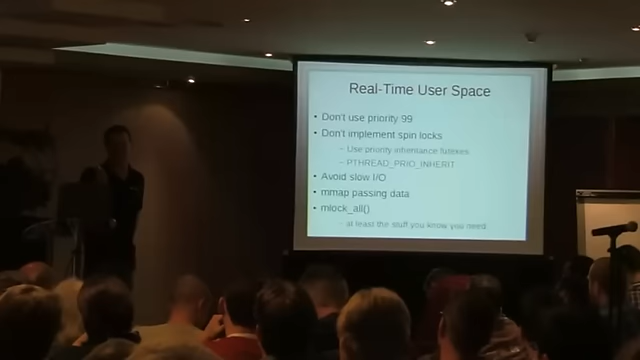 Real-Time User Space
• Don't use priority 99
• Don't implement spin locks
– Use priority inheritance futexes
– PTHREAD_PRIO_INHERIT
• Avoid slow I/O
• mmap passing data
• mlock_all()
– at least the stuff you know you need